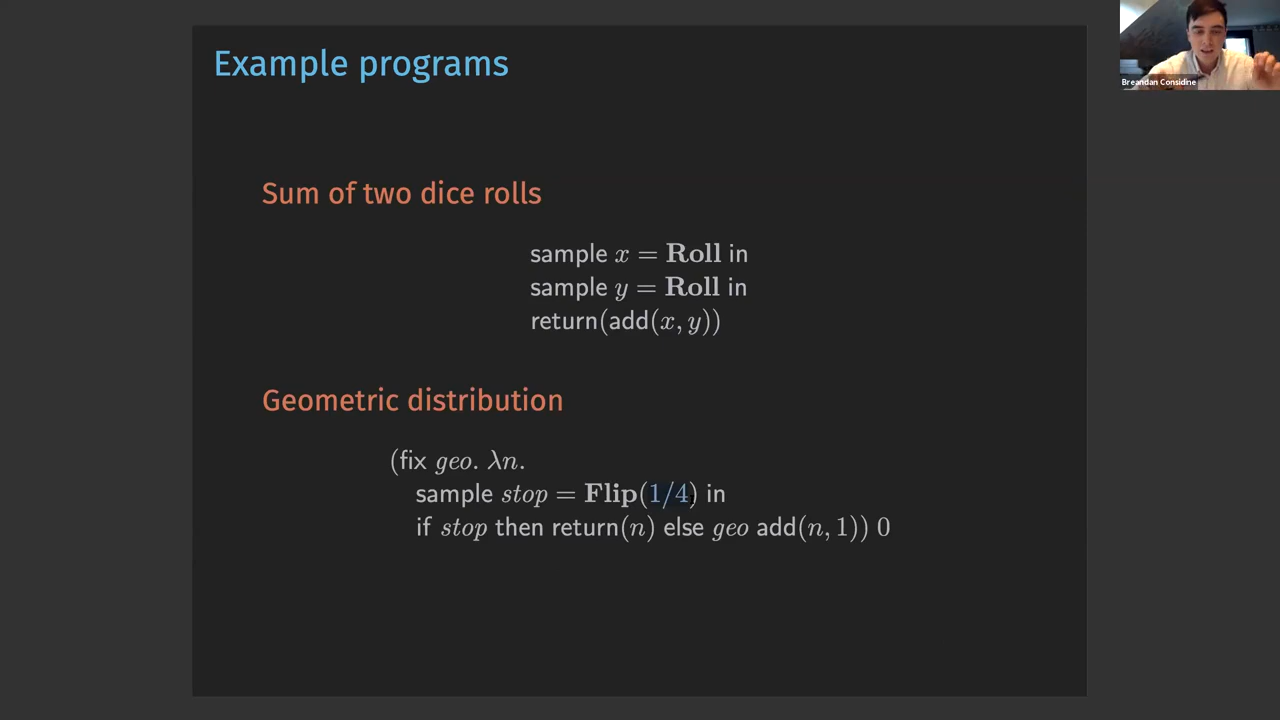 Example programs
Breandan Considine
Sum of two dice rolls
sample x = Roll in
sample y = Roll in
return(add(x, y))
Geometric distribution
(fix geo. λn.
sample stop = Flip(1/4) in
if stop then return(n) else geo add(n, 1)) 0